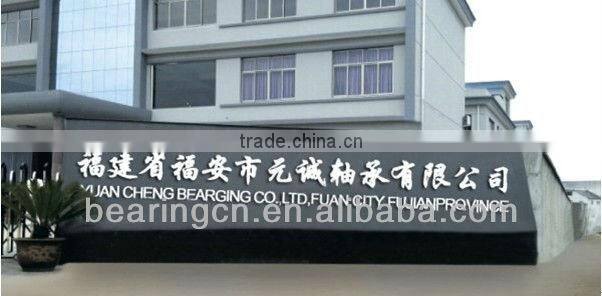 trade.china.cn
福建省福安市元诚轴承有限公司
YUAN CHENG BEARGING CO.,LTD,FUAN CITY FUJIANPROVINCE
bearingcn.en.alibaba.com